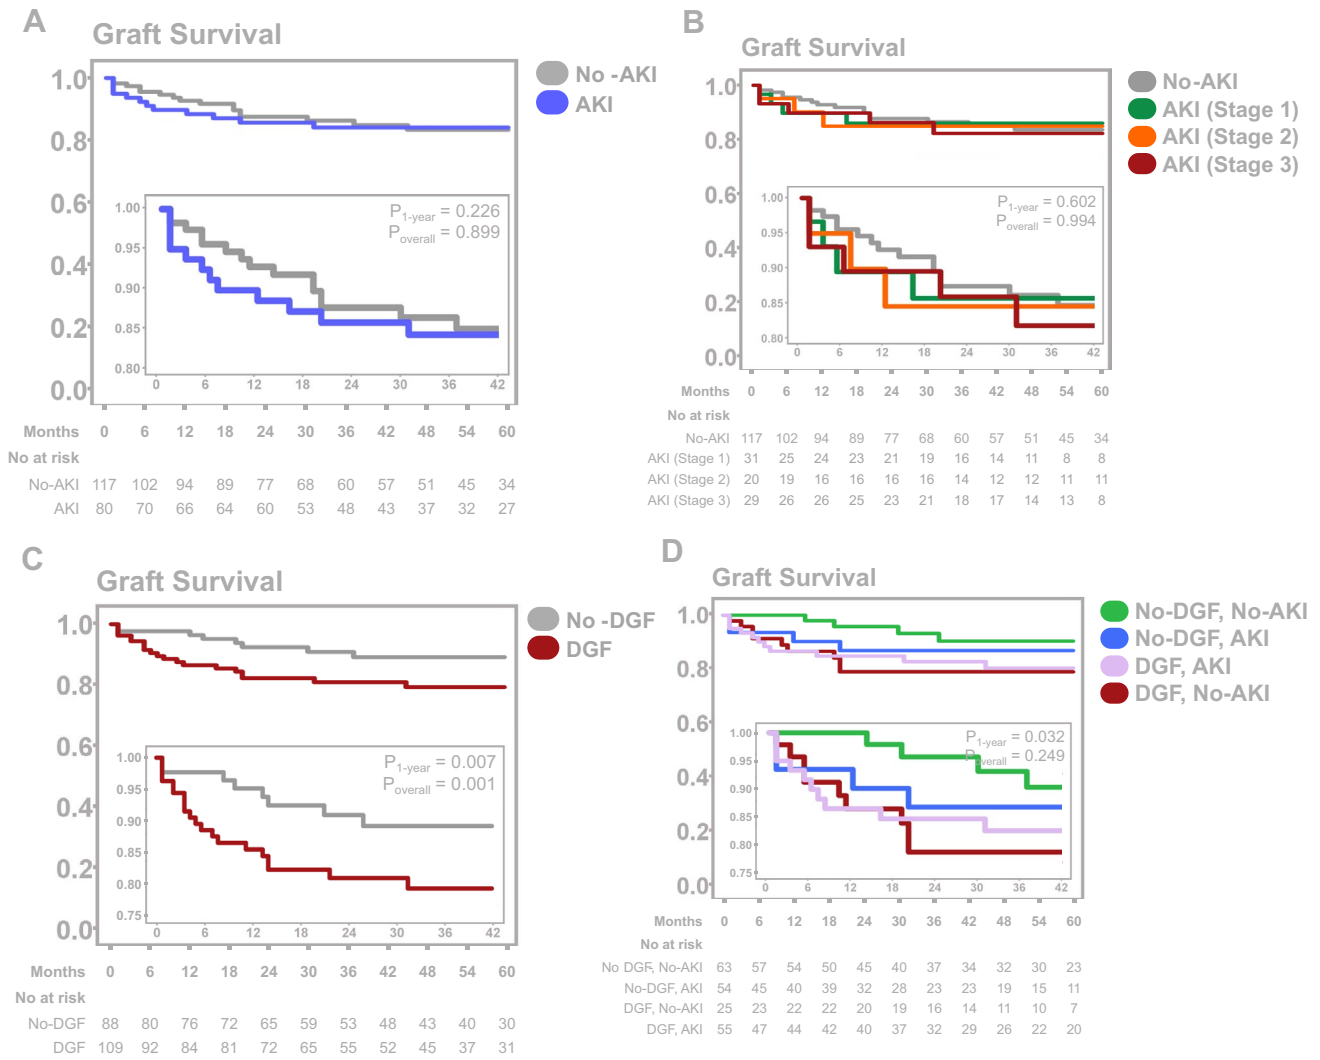 A
Graft Survival
No -AKI
AKI
1.0
0.8
0.6
0.4
0.2
0.0
P1-year = 0.226
Poverall = 0.899
1.00
0.95
0.90
0.85
0.80
0 6 12 18 24 30 36 42
Months 0 6 12 18 24 30 36 42 48 54 60
No at risk
No-AKI 117 102 94 89 77 68 60 57 51 45 34
AKI 80 70 66 64 60 53 48 43 37 32 27
B
Graft Survival
No-AKI
AKI (Stage 1)
AKI (Stage 2)
AKI (Stage 3)
1.0
0.8
0.6
0.4
0.2
0.0
P1-year = 0.602
Poverall = 0.994
1.00
0.95
0.90
0.85
0.80
0 6 12 18 24 30 36 42
Months 0 6 12 18 24 30 36 42 48 54 60
No at risk
No-AKI 117 102 94 89 77 68 60 57 51 45 34
AKI (Stage 1) 31 25 24 23 21 19 16 14 11 8 8
AKI (Stage 2) 20 19 16 16 16 16 14 12 12 11 11
AKI (Stage 3) 29 26 26 25 23 21 18 17 14 13 8
C
Graft Survival
No -DGF
DGF
1.0
0.8
0.6
0.4
0.2
0.0
P1-year = 0.007
Poverall = 0.001
1.00
0.95
0.90
0.85
0.80
0.75
0 6 12 18 24 30 36 42
Months 0 6 12 18 24 30 36 42 48 54 60
No at risk
No-DGF 88 80 76 72 65 59 53 48 43 40 30
DGF 109 92 84 81 72 65 55 52 45 37 31
D
Graft Survival
No-DGF, No-AKI
No-DGF, AKI
DGF, AKI
DGF, No-AKI
1.0
0.8
0.6
0.4
0.2
0.0
P1-year = 0.032
Poverall = 0.249
1.00
0.95
0.90
0.85
0.80
0.75
0 6 12 18 24 30 36 42
Months 0 6 12 18 24 30 36 42 48 54 60
No at risk
No DGF, No-AKI 63 57 54 50 45 40 37 34 32 30 23
No-DGF, AKI 54 45 40 39 32 28 23 23 19 15 11
DGF, No-AKI 25 23 22 22 20 19 16 14 11 10 7
DGF, AKI 55 47 44 42 40 37 32 29 26 22 20